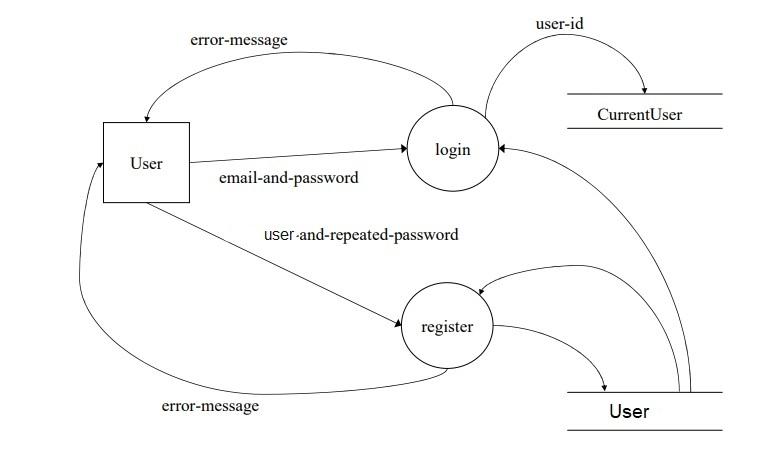 user-id
error-message
CurrentUser
login
User
email-and-password
user-and-repeated-password
register
error-message
User